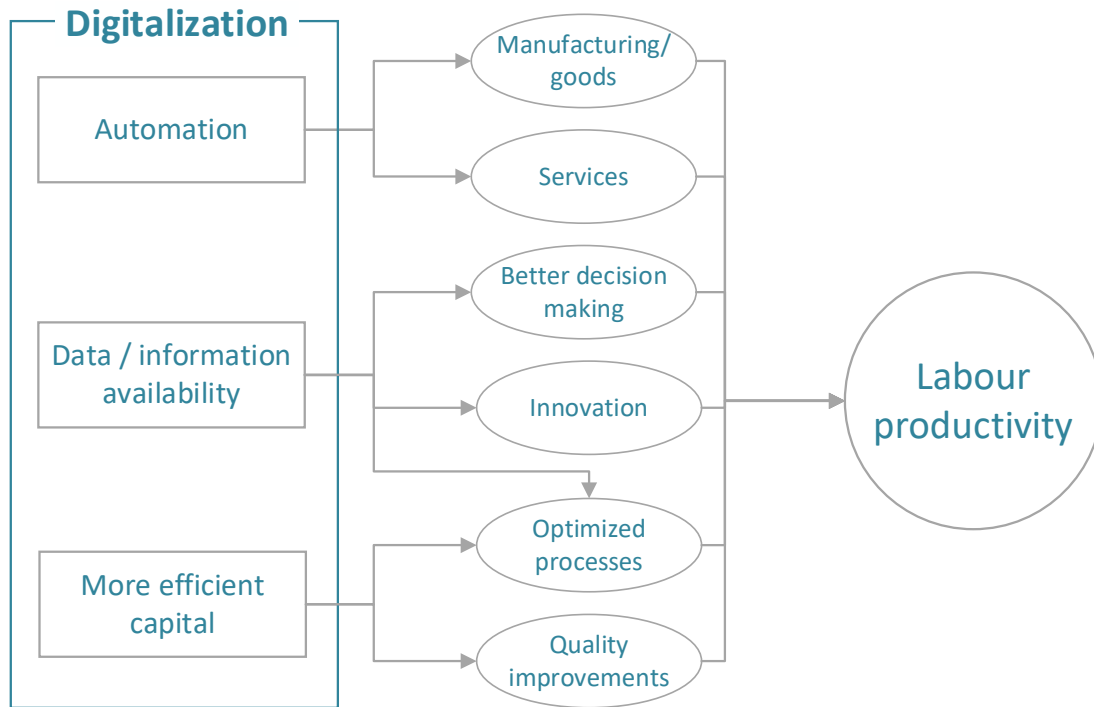 Digitalization
Automation
Data / information
availability
More efficient
capital
Manufacturing/
goods
Services
Better decision
making
Innovation
Optimized
processes
Quality
improvements
Labour
productivity